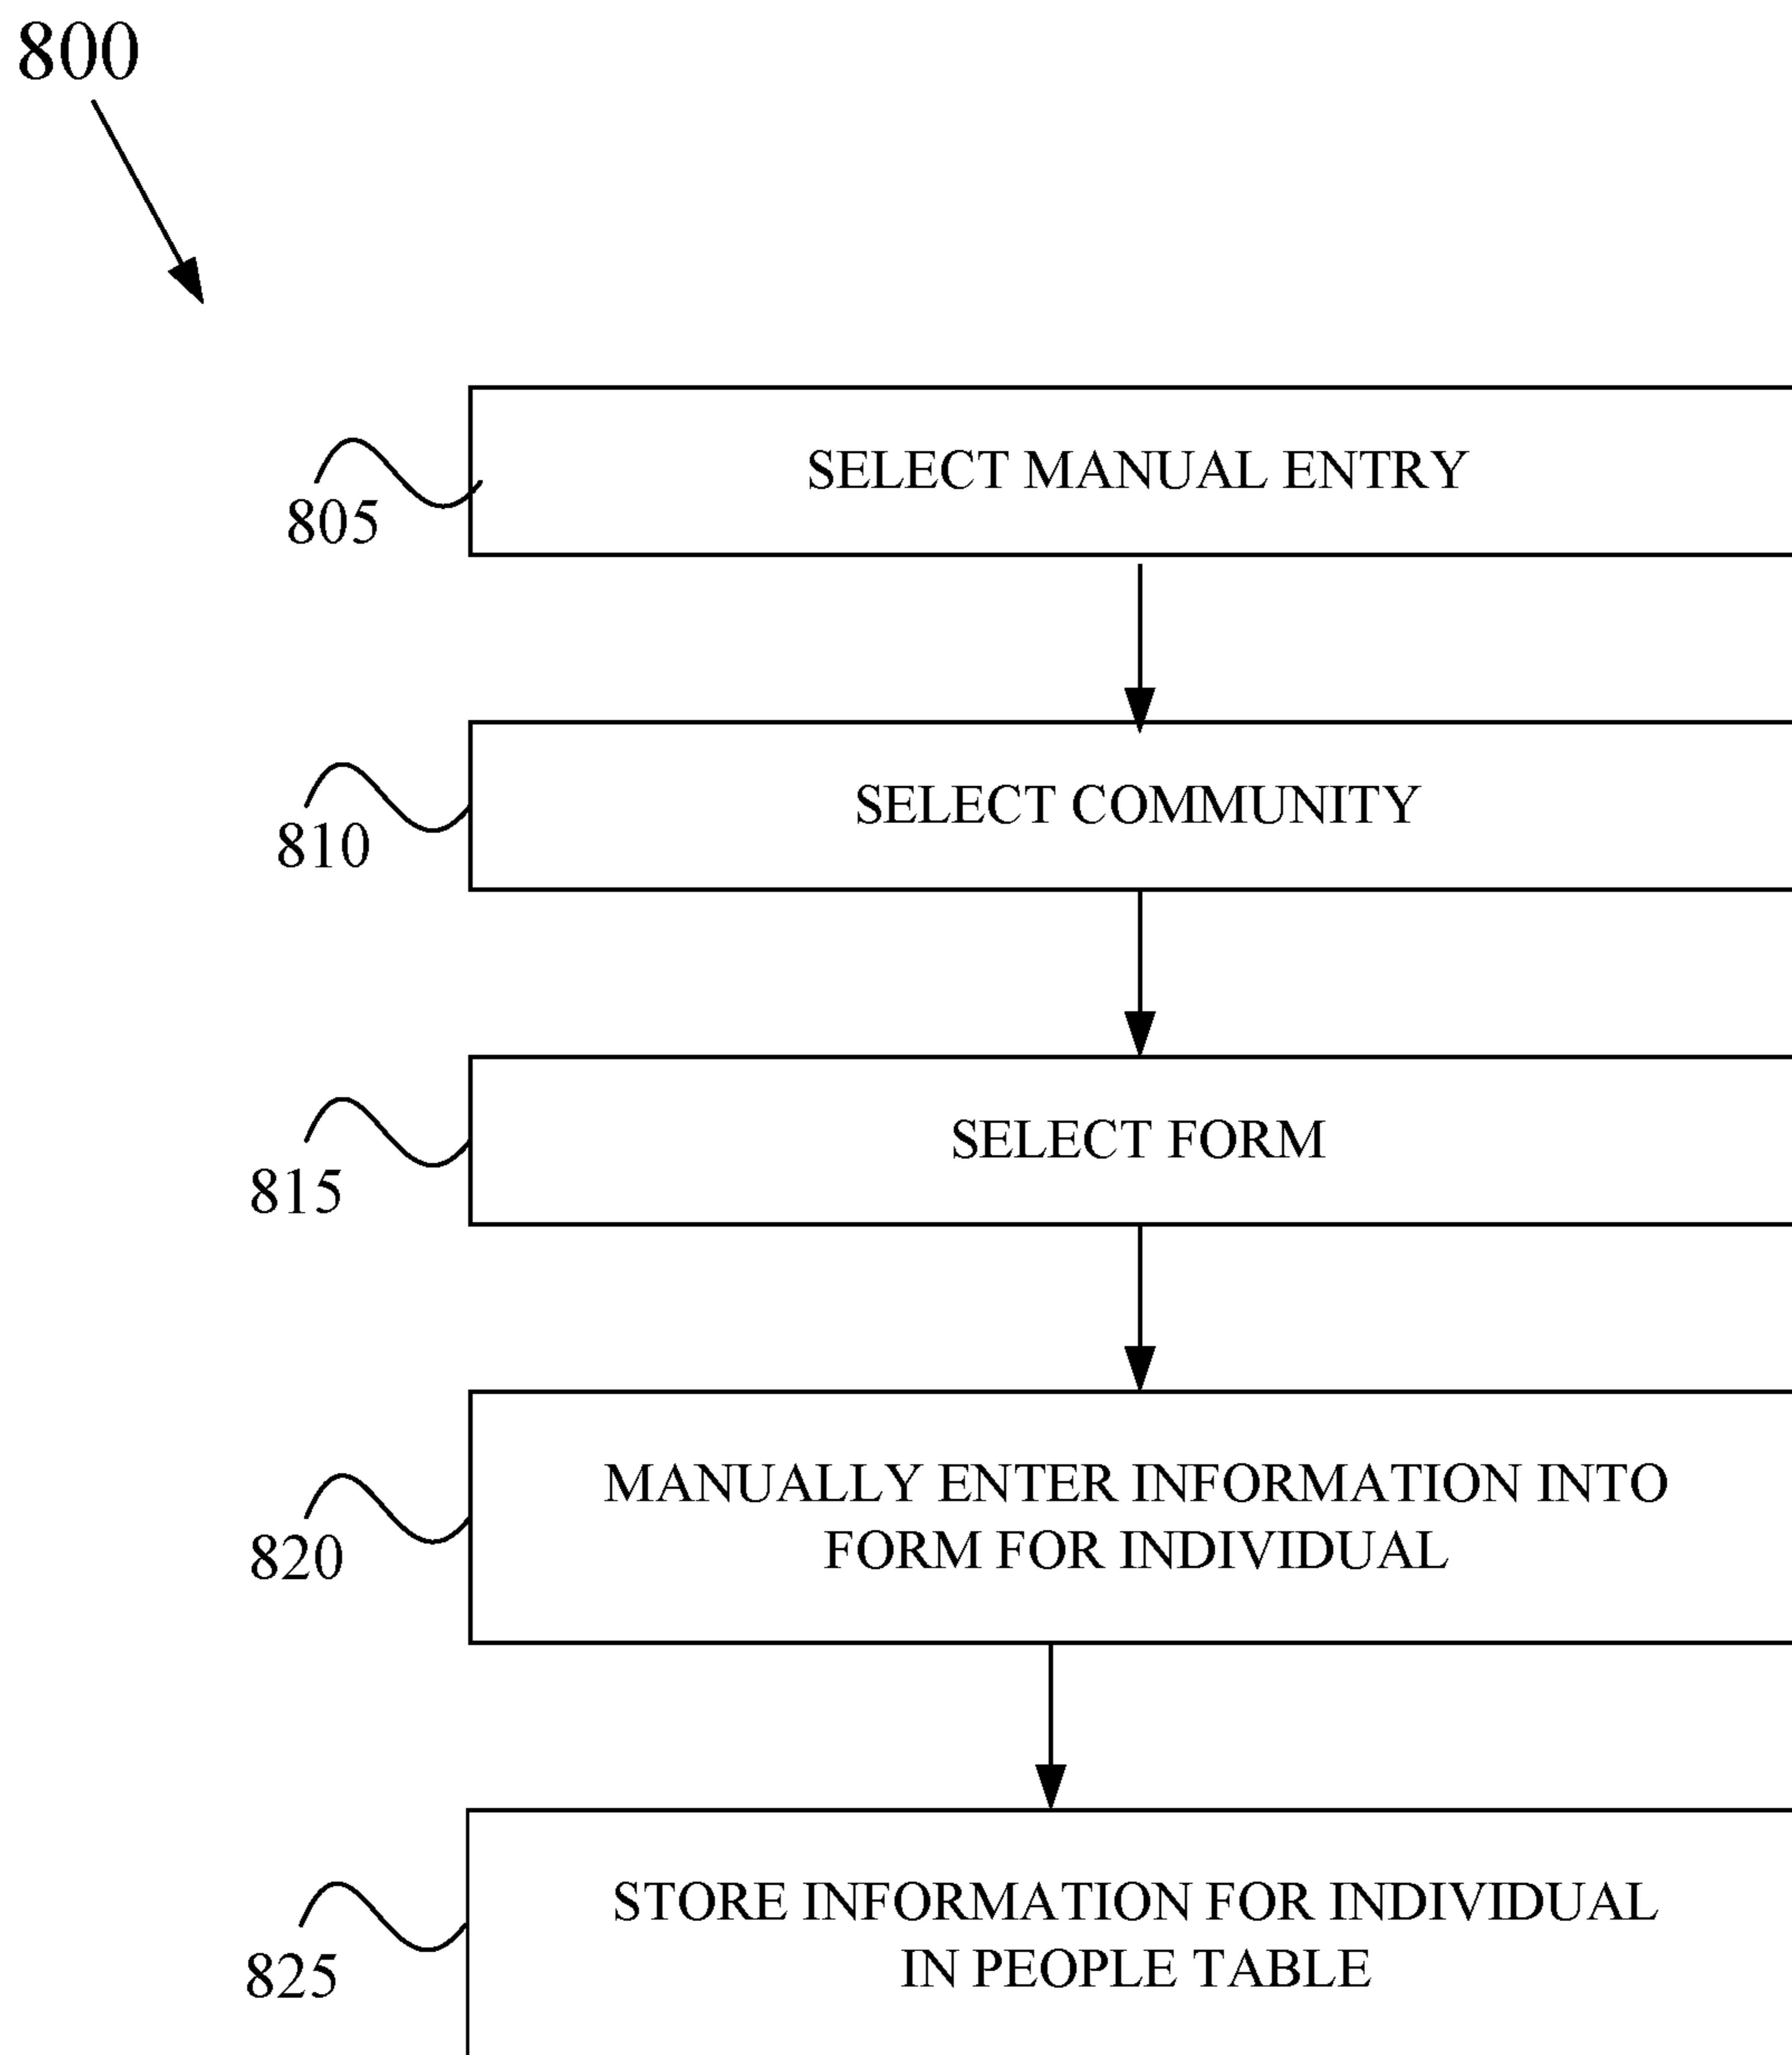 800
SELECT MANUAL ENTRY
805
SELECT COMMUNITY
810
SELECT FORM
815
MANUALLY ENTER INFORMATION INTO
FORM FOR INDIVIDUAL
820
STORE INFORMATION FOR INDIVIDUAL
IN PEOPLE TABLE
825